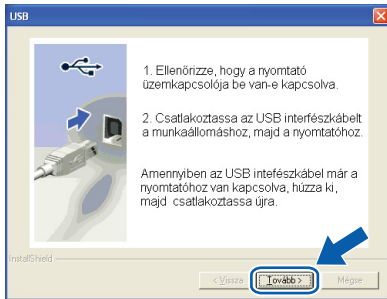 USB
1. Ellenőrizze, hogy a nyomtató
üzemkapcsolója be van-e kapcsolva.
2. Csatlakoztassa az USB interfészkábelt
a munkaállomáshoz, majd a nyomtatóhoz.
Amennyiben az USB intefészkábel már a
nyomtatóhoz van kapcsolva, húzza ki,
majd csatlakoztassa újra.
InstallShield
< Vissza Tovább > Mégse